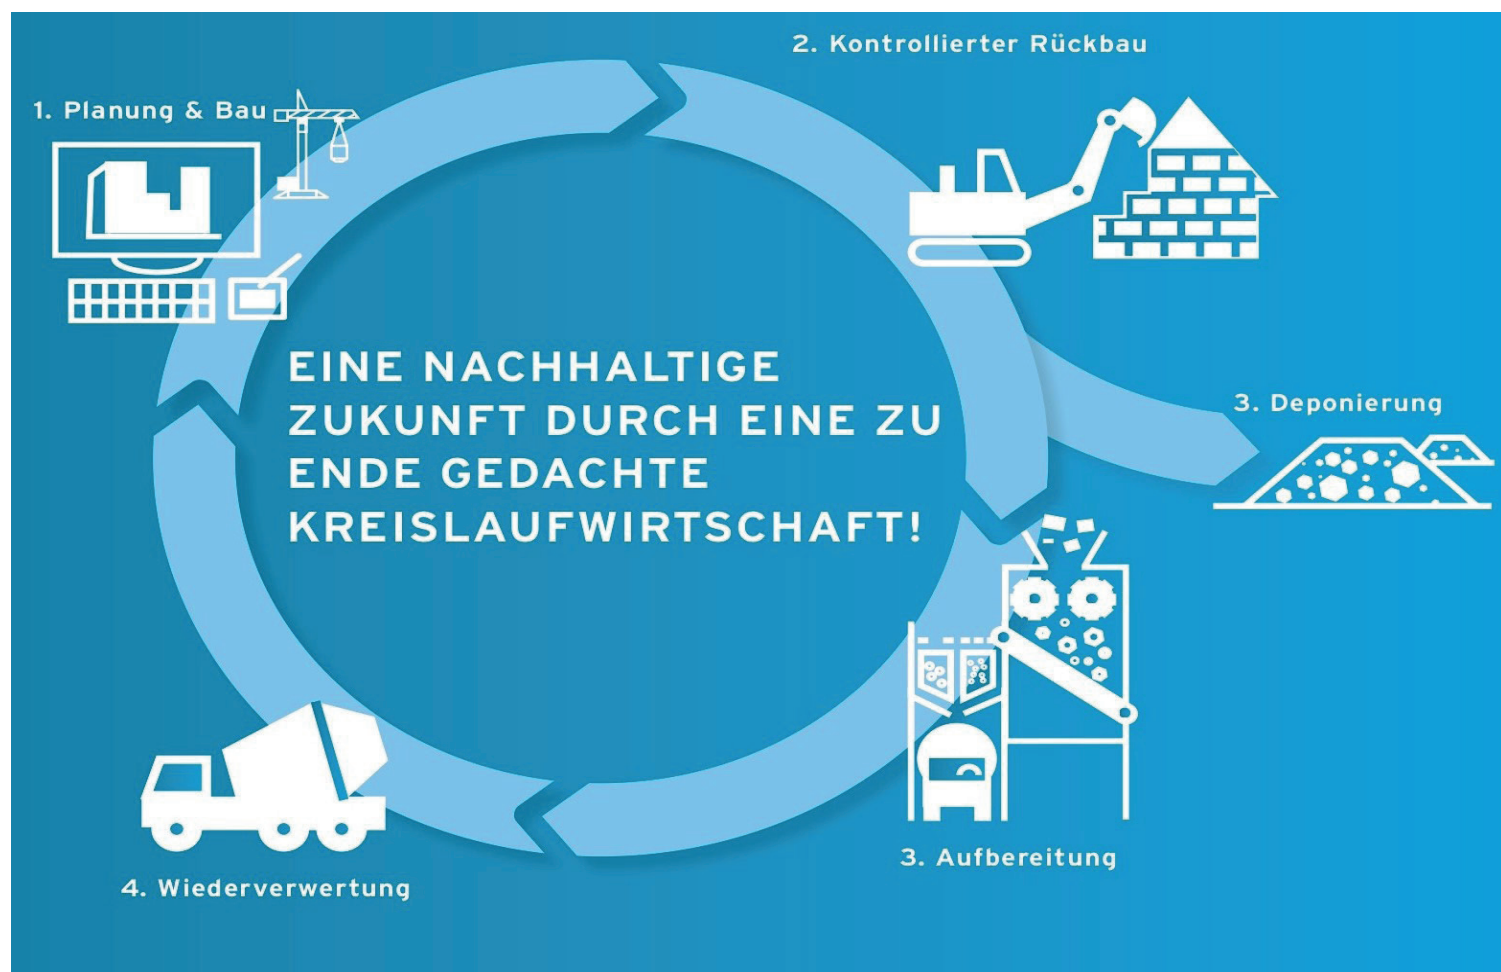 2. Kontrollierter Rückbau
1. Planung & Bau
EINE NACHHALTIGE
ZUKUNFT DURCH EINE ZU
ENDE GEDACHTE
KREISLAUFWIRTSCHAFT!
3. Deponierung
3. Aufbereitung
4. Wiederverwertung